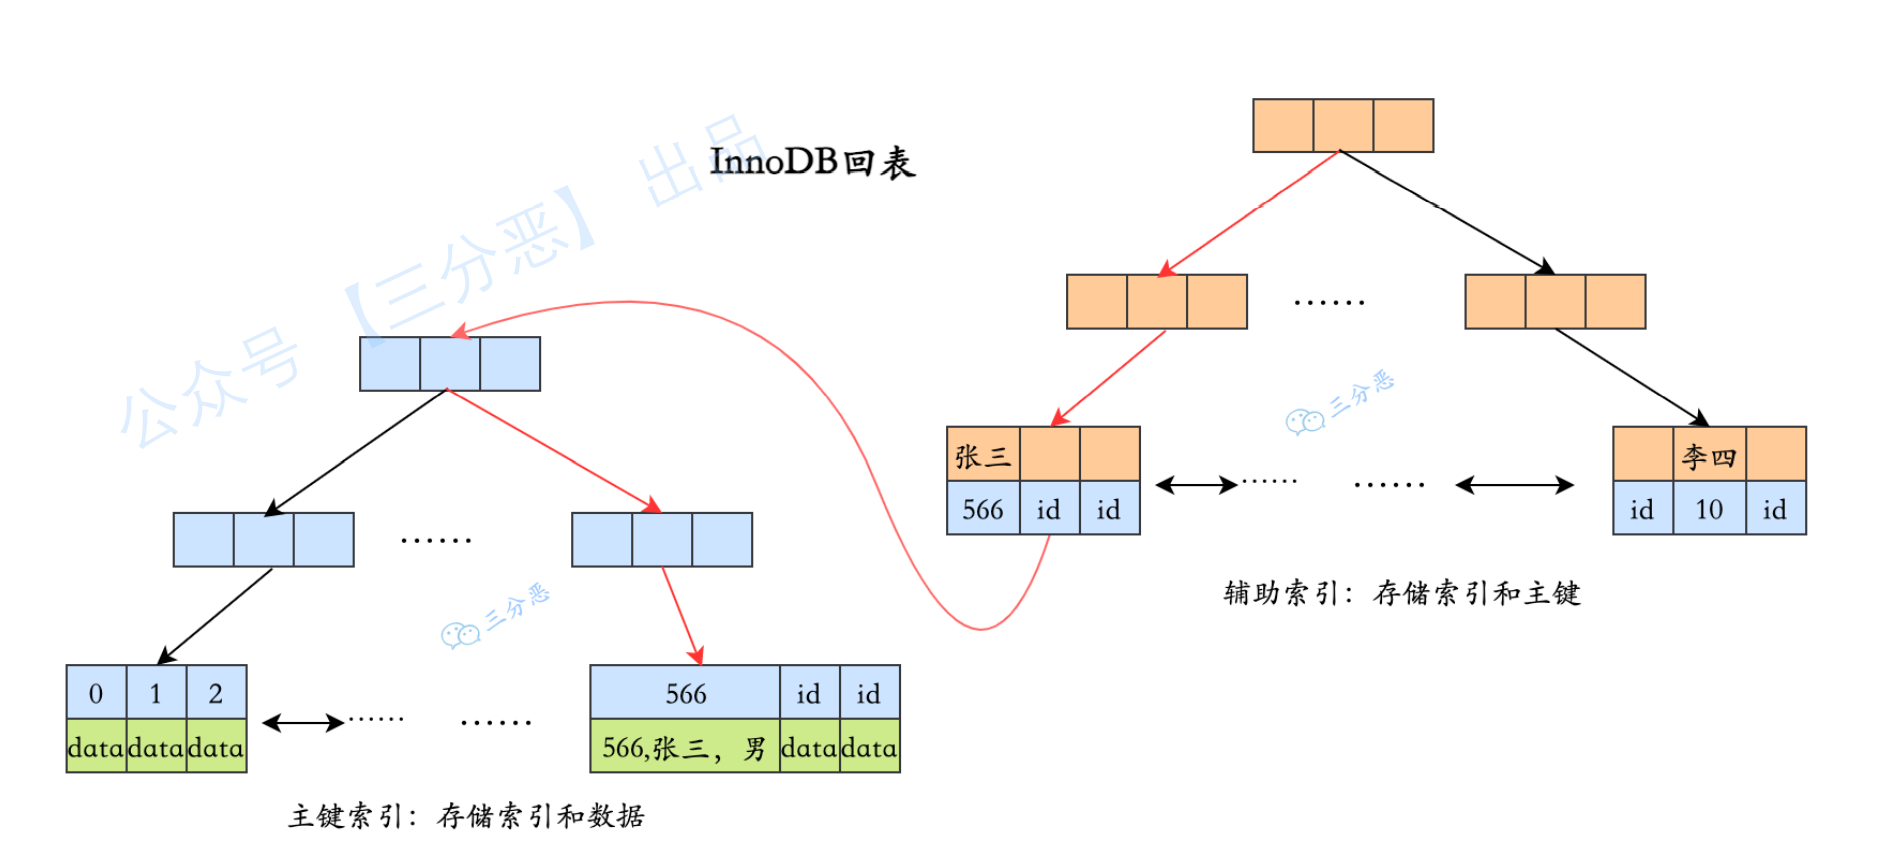 InnoDB回表
公众号【三分恶】出品
三分恶
张三
李四
566 id id
id 10 id
辅助索引：存储索引和主键
三分恶
0 1 2
data data data
566 id id
566,张三，男 data data
主键索引：存储索引和数据